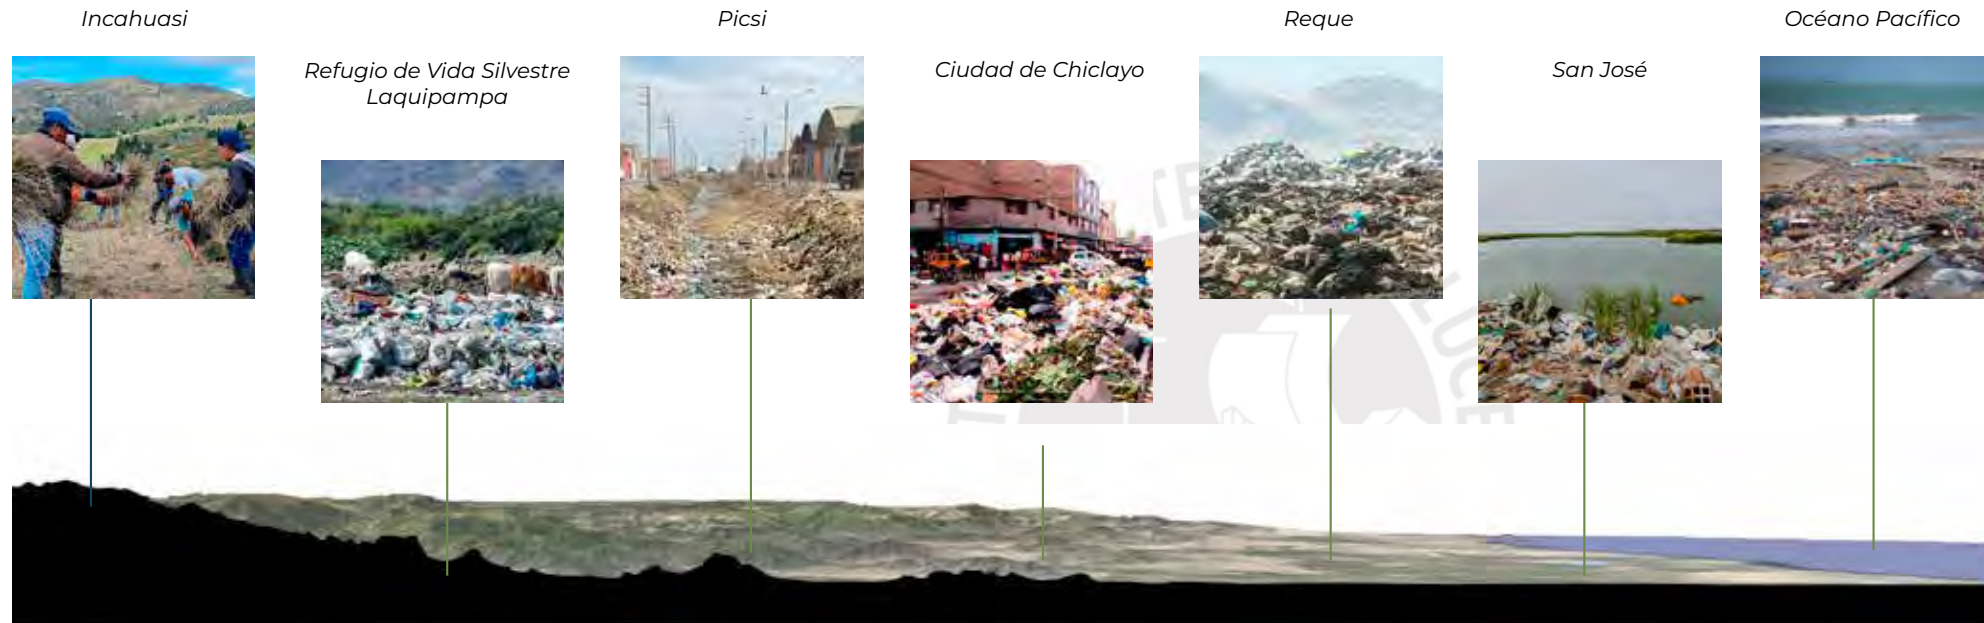 Incahuasi
Refugio de Vida Silvestre
Laquipampa
Picsi
Ciudad de Chiclayo
Reque
San José
Océano Pacífico